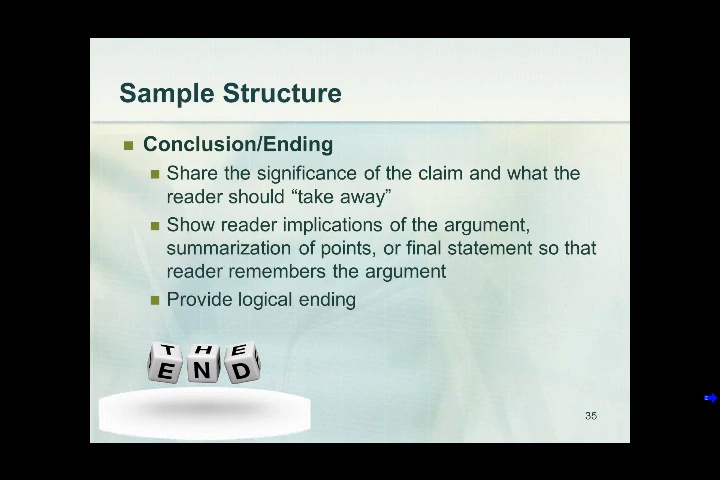 Sample Structure
Conclusion/Ending
Share the significance of the claim and what the
reader should “take away”
Show reader implications of the argument,
summarization of points, or final statement so that
reader remembers the argument
Provide logical ending
THE
END
35